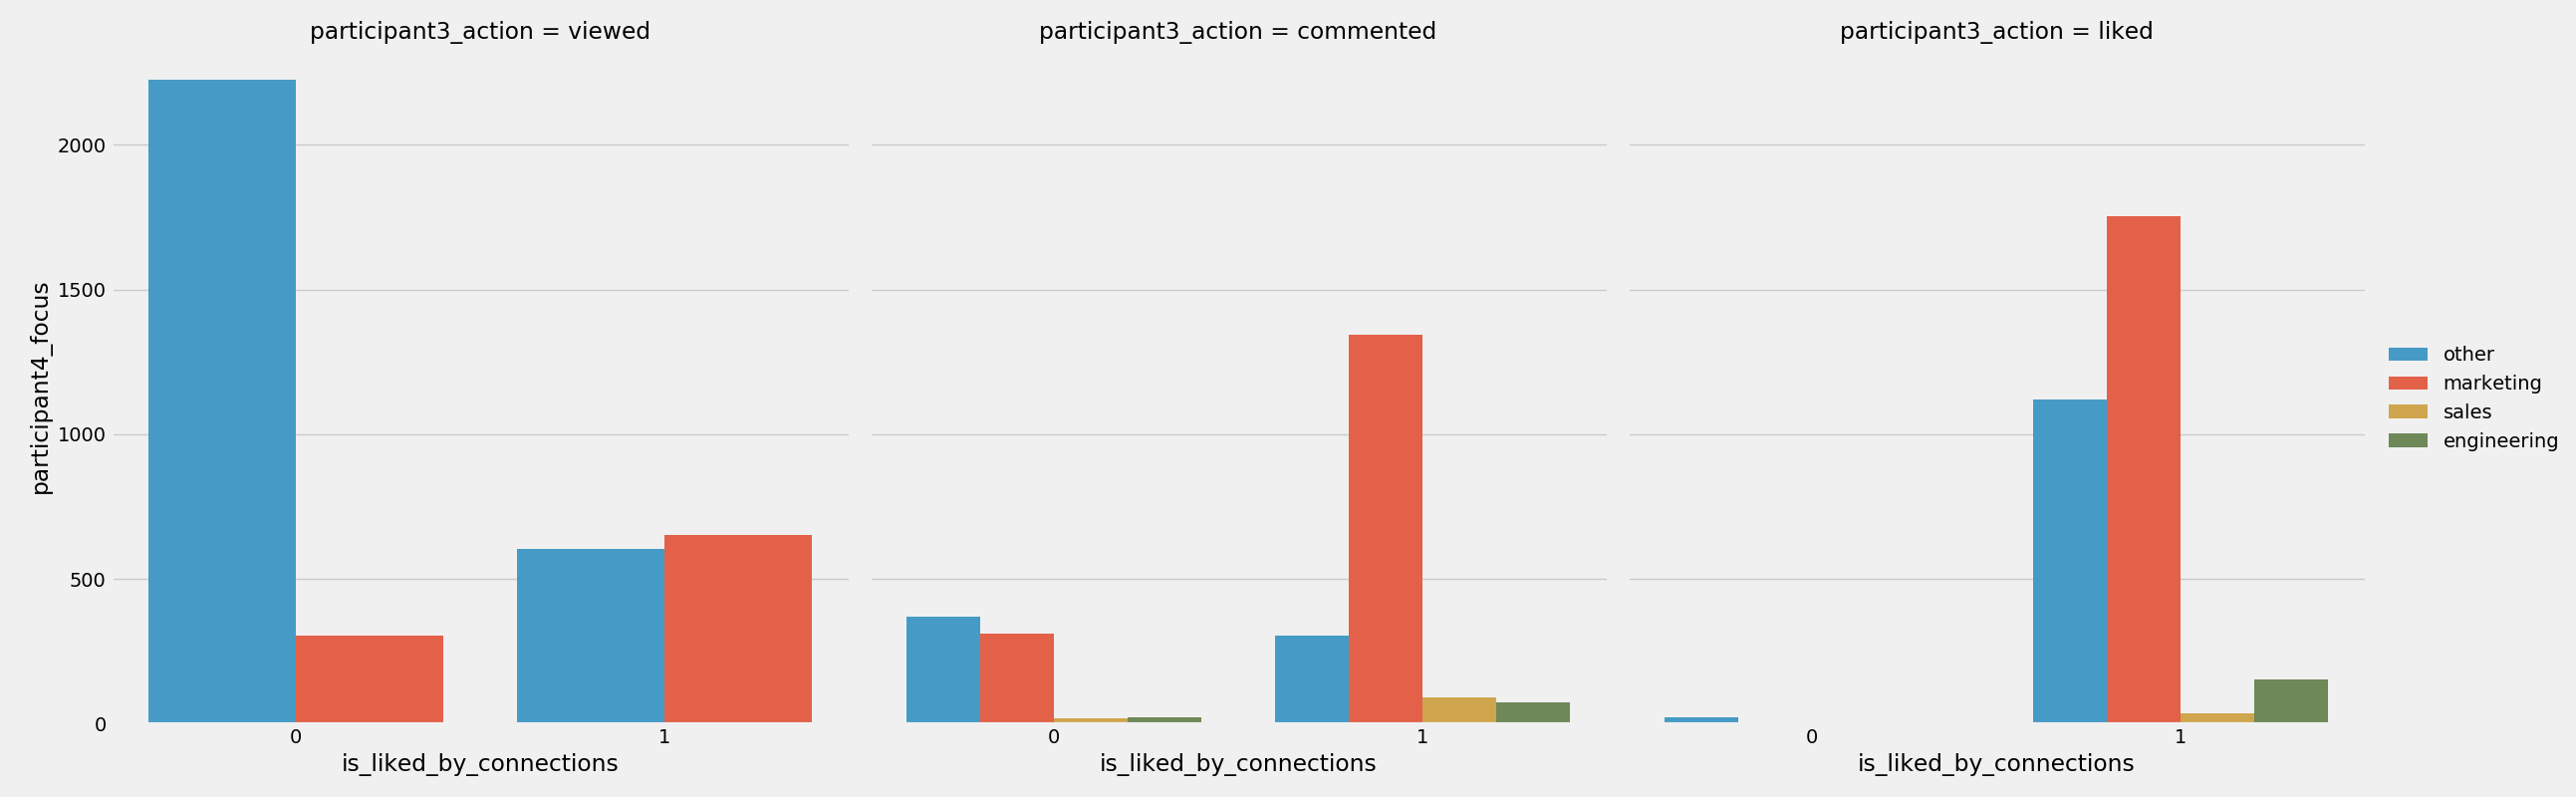 participant3_action = viewed
participant3_action = commented
participant3_action = liked
participant4_focus
2000
1500
1000
500
0
0
1
0
1
0
1
is_liked_by_connections
is_liked_by_connections
is_liked_by_connections
other
marketing
sales
engineering